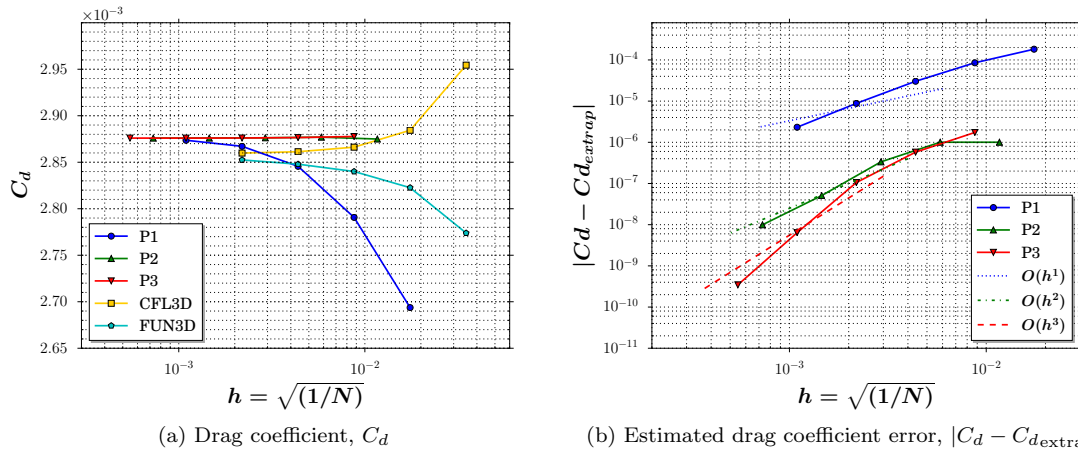 ×10⁻³
2.95
2.90
2.85
2.80
2.75
2.70
2.65
C_d
P1
P2
P3
CFL3D
FUN3D
10⁻³
10⁻²
h = √(1/N)
(a) Drag coefficient, C_d
10⁻⁴
10⁻⁵
10⁻⁶
10⁻⁷
10⁻⁸
10⁻⁹
10⁻¹⁰
10⁻¹¹
|Cd − Cd_extrap|
P1
P2
P3
O(h¹)
O(h²)
O(h³)
10⁻³
10⁻²
h = √(1/N)
(b) Estimated drag coefficient error, |C_d − C_d_extra